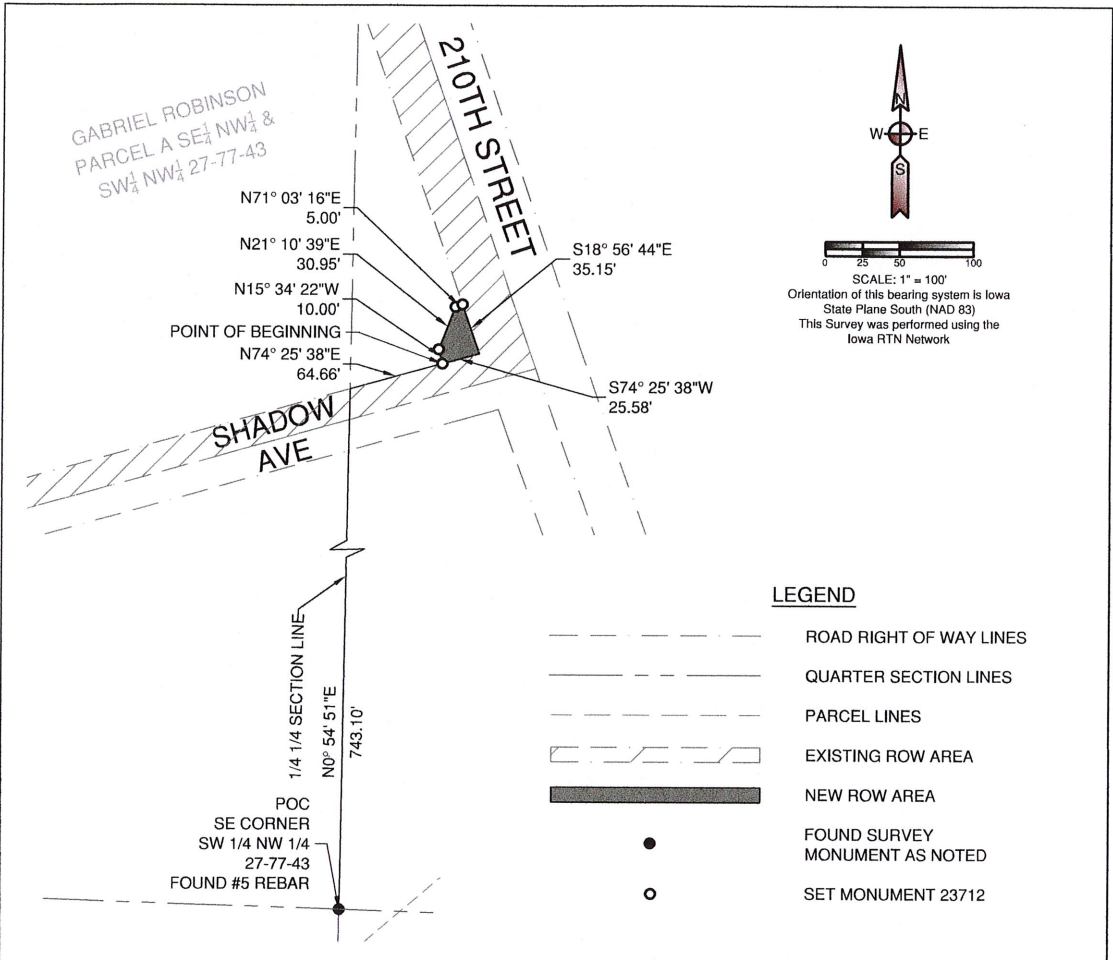 GABRIEL ROBINSON
PARCEL A SE¼ NW¼ &
SW¼ NW¼ 27-77-43
210TH STREET
N
W E
S
0 25 50 100
SCALE: 1" = 100'
Orientation of this bearing system is Iowa
State Plane South (NAD 83)
This Survey was performed using the
Iowa RTN Network
N71° 03' 16"E
5.00'
N21° 10' 39"E
30.95'
N15° 34' 22"W
10.00'
POINT OF BEGINNING
N74° 25' 38"E
64.66'
S18° 56' 44"E
35.15'
S74° 25' 38"W
25.58'
SHADOW
AVE
1/4 1/4 SECTION LINE
N0° 54' 51"E
743.10'
POC
SE CORNER
SW 1/4 NW 1/4
27-77-43
FOUND #5 REBAR
LEGEND
ROAD RIGHT OF WAY LINES
QUARTER SECTION LINES
PARCEL LINES
EXISTING ROW AREA
NEW ROW AREA
FOUND SURVEY
MONUMENT AS NOTED
SET MONUMENT 23712